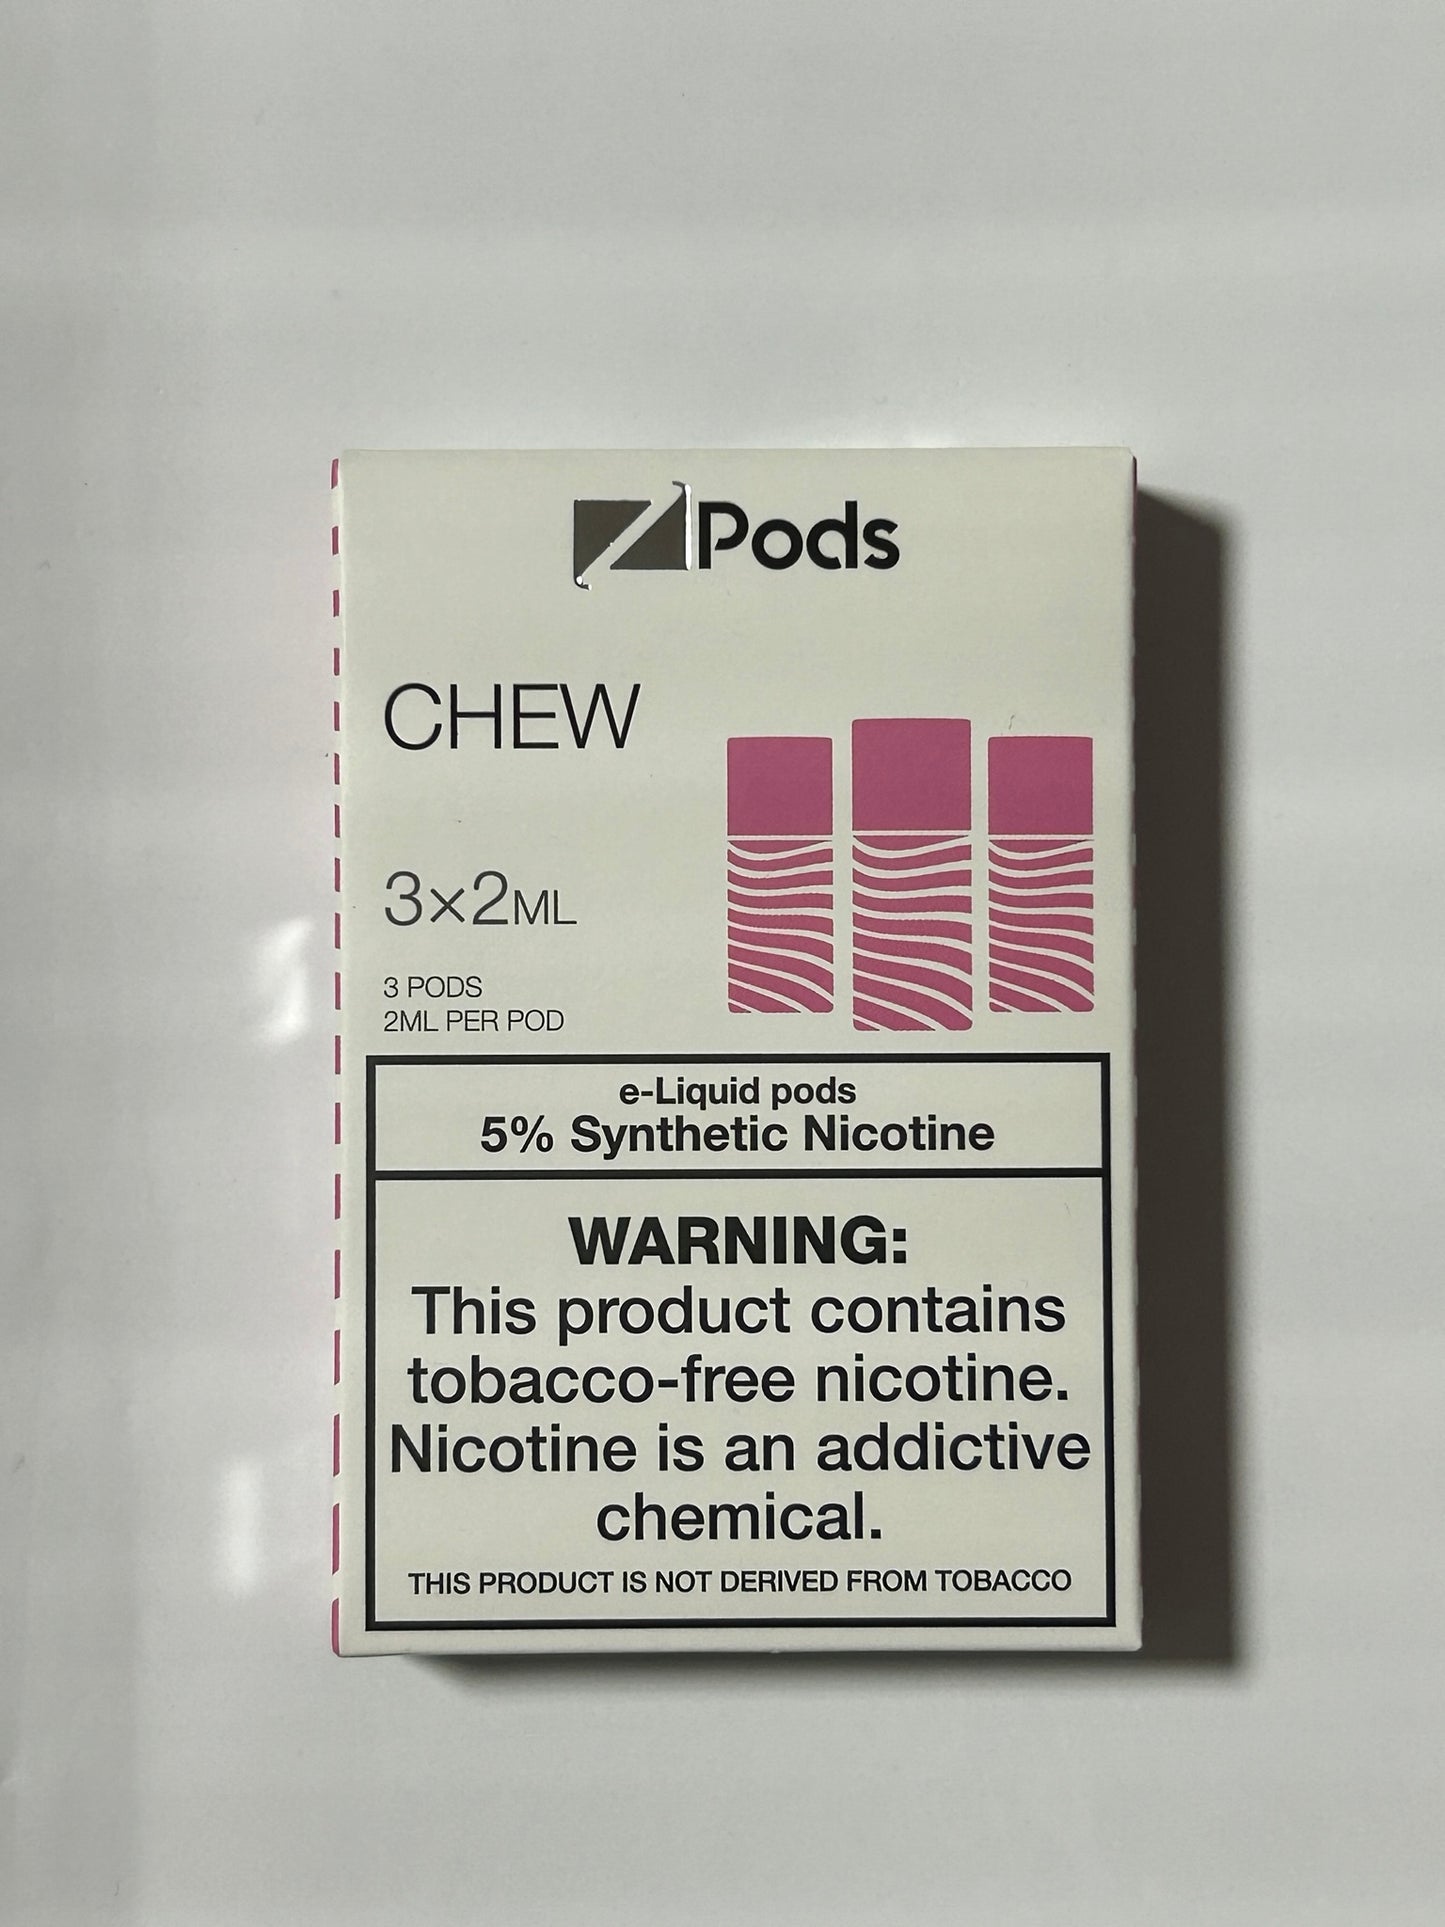 Z Pods
CHEW
3×2ML
3 PODS
2ML PER POD
e-Liquid pods
5% Synthetic Nicotine
WARNING:
This product contains
tobacco-free nicotine.
Nicotine is an addictive
chemical.
THIS PRODUCT IS NOT DERIVED FROM TOBACCO